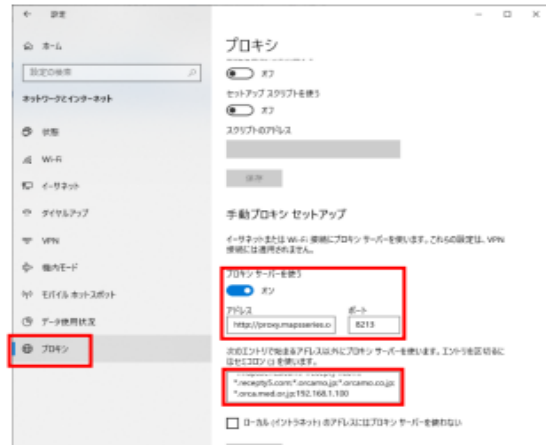 設定
ホーム
設定の検索
ネットワークとインターネット
状態
Wi-Fi
イーサネット
ダイヤルアップ
VPN
機内モード
モバイル ホットスポット
データ使用状況
プロキシ
プロキシ
オフ
セットアップ スクリプトを使う
オフ
スクリプトのアドレス
保存
手動プロキシ セットアップ
イーサネットまたは Wi-Fi 接続にプロキシ サーバーを使います。これらの設定は、VPN
接続には適用されません。
プロキシ サーバーを使う
オン
アドレス
ポート
http://proxy.mapsseries.o
8213
次のエントリで始まるアドレス以外にプロキシ サーバーを使います。エントリを区切るに
はセミコロン (;) を使います。
*.recepty5.com;*.orcamo.jp;*.orcamo.co.jp;
*.orca.med.or.jp;192.168.1.100
ローカル (イントラネット) のアドレスにはプロキシ サーバーを使わない